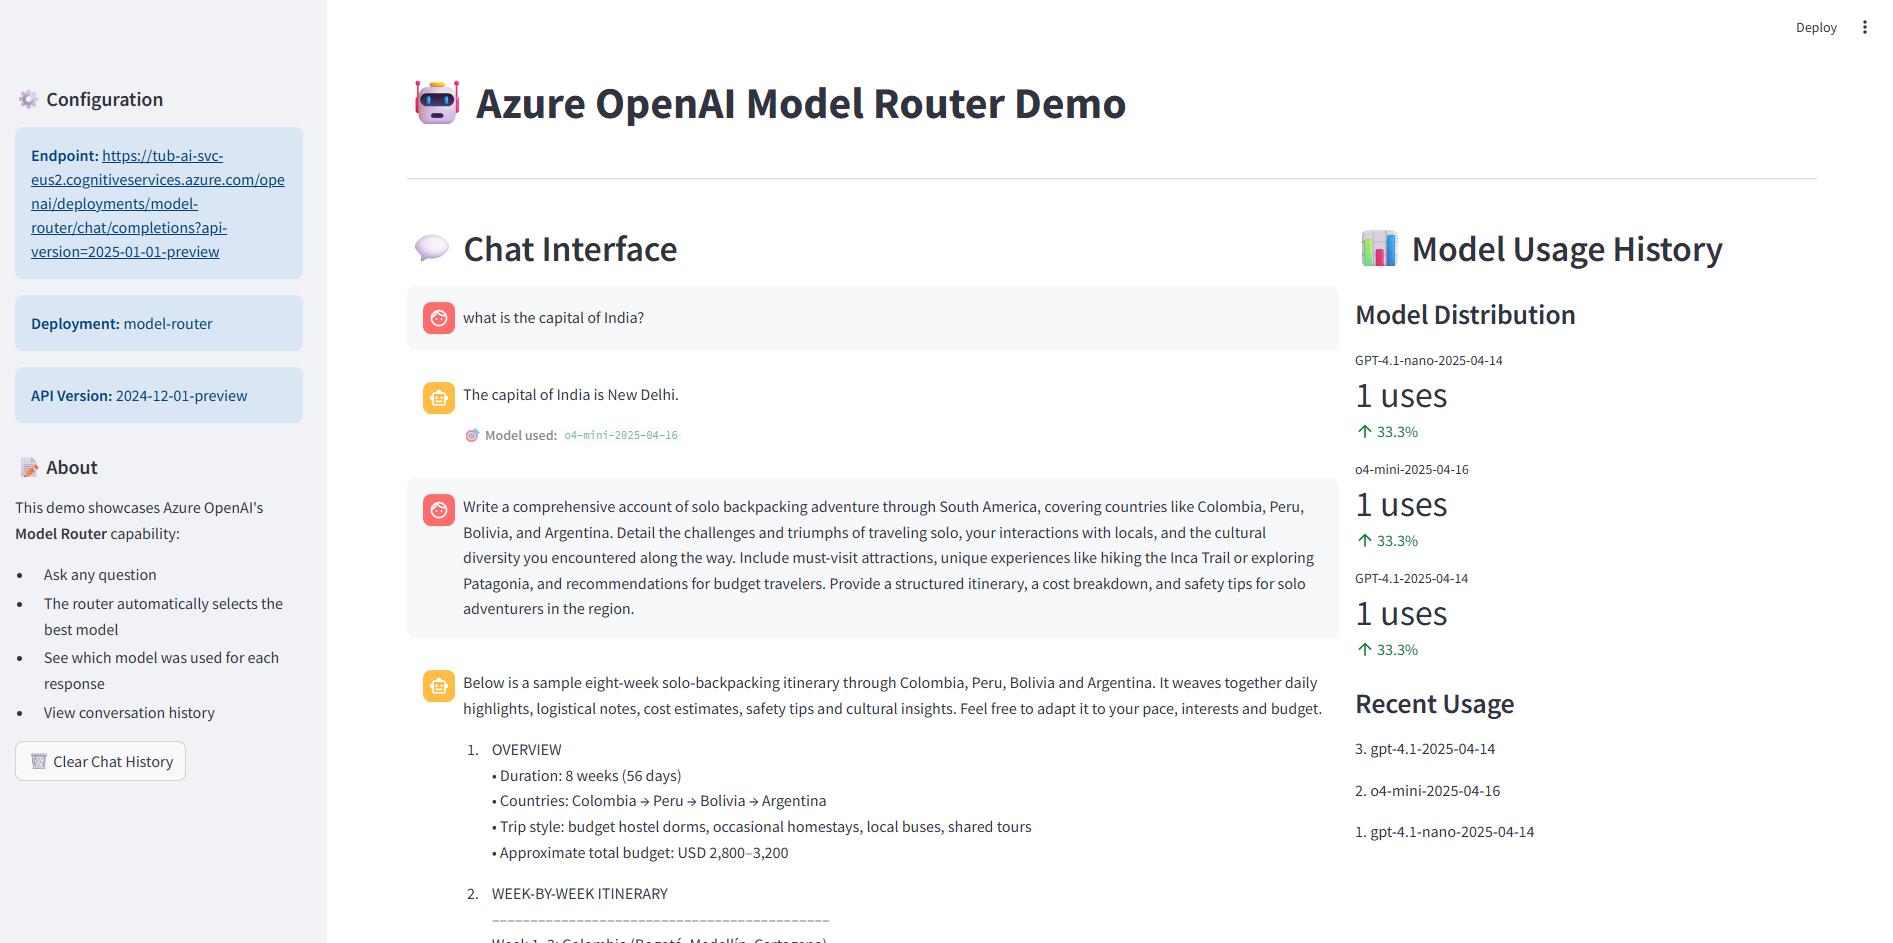 Deploy
Configuration
Endpoint: https://tub-ai-svc-
eus2.cognitiveservices.azure.com/ope
nai/deployments/model-
router/chat/completions?api-
version=2025-01-01-preview
Deployment: model-router
API Version: 2024-12-01-preview
About
This demo showcases Azure OpenAI's
Model Router capability:
• Ask any question
• The router automatically selects the
best model
• See which model was used for each
response
• View conversation history
Clear Chat History
Azure OpenAI Model Router Demo
Chat Interface
what is the capital of India?
The capital of India is New Delhi.
Model used: o4-mini-2025-04-16
Write a comprehensive account of solo backpacking adventure through South America, covering countries like Colombia, Peru,
Bolivia, and Argentina. Detail the challenges and triumphs of traveling solo, your interactions with locals, and the cultural
diversity you encountered along the way. Include must-visit attractions, unique experiences like hiking the Inca Trail or exploring
Patagonia, and recommendations for budget travelers. Provide a structured itinerary, a cost breakdown, and safety tips for solo
adventurers in the region.
Below is a sample eight-week solo-backpacking itinerary through Colombia, Peru, Bolivia and Argentina. It weaves together daily
highlights, logistical notes, cost estimates, safety tips and cultural insights. Feel free to adapt it to your pace, interests and budget.
1. OVERVIEW
• Duration: 8 weeks (56 days)
• Countries: Colombia → Peru → Bolivia → Argentina
• Trip style: budget hostel dorms, occasional homestays, local buses, shared tours
• Approximate total budget: USD 2,800–3,200
2. WEEK-BY-WEEK ITINERARY
Week 1–2: Colombia (Bogotá, Medellín, Cartagena)
Model Usage History
Model Distribution
GPT-4.1-nano-2025-04-14
1 uses
↑ 33.3%
o4-mini-2025-04-16
1 uses
↑ 33.3%
GPT-4.1-2025-04-14
1 uses
↑ 33.3%
Recent Usage
3. gpt-4.1-2025-04-14
2. o4-mini-2025-04-16
1. gpt-4.1-nano-2025-04-14